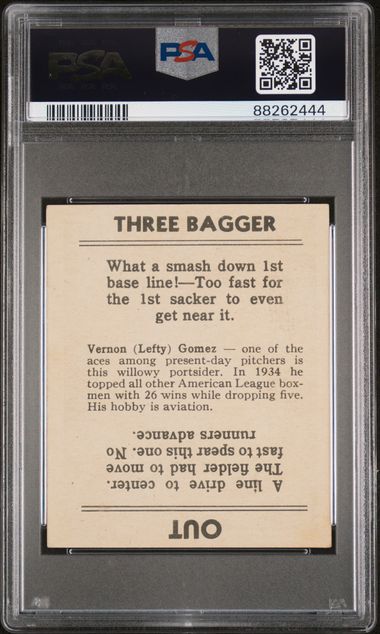 PSA
PSA
88262444
THREE BAGGER
What a smash down 1st
base line!—Too fast for
the 1st sacker to even
get near it.
Vernon (Lefty) Gomez — one of the
aces among present-day pitchers is
this willowy portsider. In 1934 he
topped all other American League box-
men with 26 wins while dropping five.
His hobby is aviation.
OUT
A line drive to center.
The fielder had to move
fast to spear this one. No
runners advance.